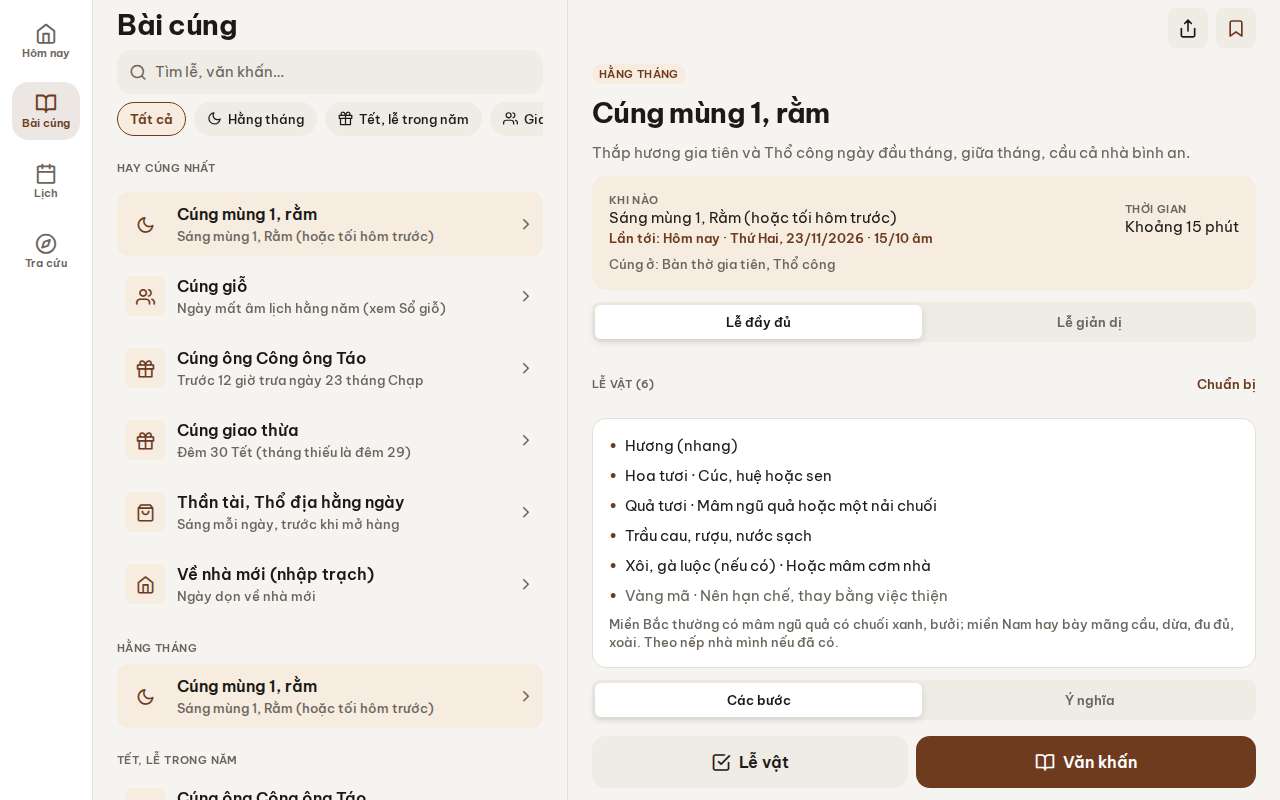 Hôm nay
Bài cúng
Lịch
Tra cứu
Bài cúng
Tìm lễ, văn khấn...
Tất cả
Hằng tháng
Tết, lễ trong năm
HAY CÚNG NHẤT
Cúng mùng 1, rằm
Sáng mùng 1, Rằm (hoặc tối hôm trước)
Cúng giỗ
Ngày mất âm lịch hằng năm (xem Sổ giỗ)
Cúng ông Công ông Táo
Trước 12 giờ trưa ngày 23 tháng Chạp
Cúng giao thừa
Đêm 30 Tết (tháng thiếu là đêm 29)
Thần tài, Thổ địa hằng ngày
Sáng mỗi ngày, trước khi mở hàng
Về nhà mới (nhập trạch)
Ngày dọn về nhà mới
HẰNG THÁNG
Cúng mùng 1, rằm
Sáng mùng 1, Rằm (hoặc tối hôm trước)
TẾT, LỄ TRONG NĂM
Cúng ông Công ông Táo
HẰNG THÁNG
Cúng mùng 1, rằm
Thắp hương gia tiên và Thổ công ngày đầu tháng, giữa tháng, cầu cả nhà bình an.
KHI NÀO
Sáng mùng 1, Rằm (hoặc tối hôm trước)
Lần tới: Hôm nay · Thứ Hai, 23/11/2026 · 15/10 âm
Cúng ở: Bàn thờ gia tiên, Thổ công
THỜI GIAN
Khoảng 15 phút
Lễ đầy đủ
Lễ giản dị
LỄ VẬT (6)
Chuẩn bị
• Hương (nhang)
• Hoa tươi · Cúc, huệ hoặc sen
• Quả tươi · Mâm ngũ quả hoặc một nải chuối
• Trầu cau, rượu, nước sạch
• Xôi, gà luộc (nếu có) · Hoặc mâm cơm nhà
• Vàng mã · Nên hạn chế, thay bằng việc thiện
Miền Bắc thường có mâm ngũ quả có chuối xanh, bưởi; miền Nam hay bày mãng cầu, dừa, đu đủ,
xoài. Theo nếp nhà mình nếu đã có.
Các bước
Ý nghĩa
Lễ vật
Văn khấn